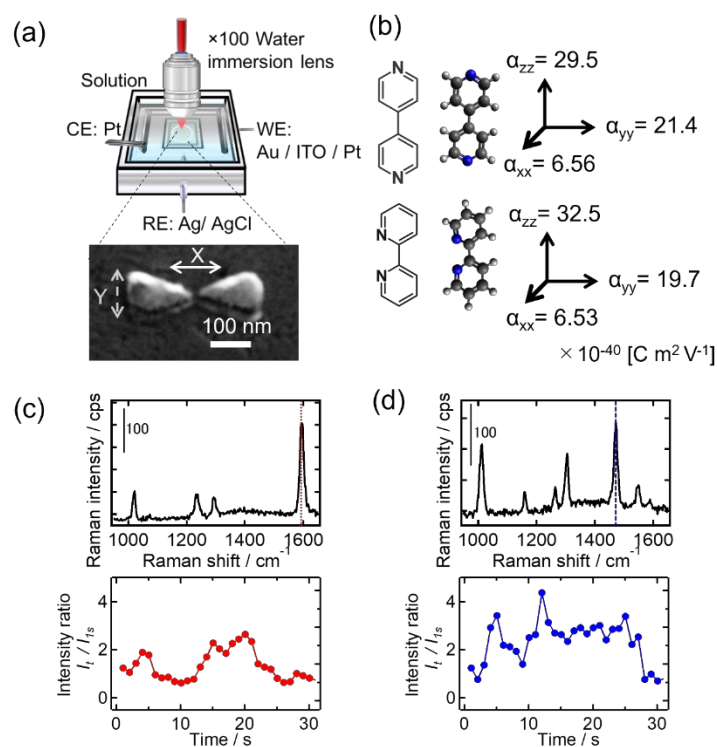 (a)
×100 Water
immersion lens
Solution
CE: Pt
WE:
Au / ITO / Pt
RE: Ag/ AgCl
X
Y
100 nm
(b)
N
N
αzz = 29.5
αyy = 21.4
αxx = 6.56
N
N
αzz = 32.5
αyy = 19.7
αxx = 6.53
× 10⁻⁴⁰ [C m² V⁻¹]
(c)
Raman intensity / cps
100
1000 1200 1400 1600
Raman shift / cm⁻¹
Intensity ratio
It / I1s
4
2
0
0 10 20 30
Time / s
(d)
Raman intensity / cps
100
1000 1200 1400 1600
Raman shift / cm⁻¹
Intensity ratio
It / I1s
4
2
0
0 10 20 30
Time / s